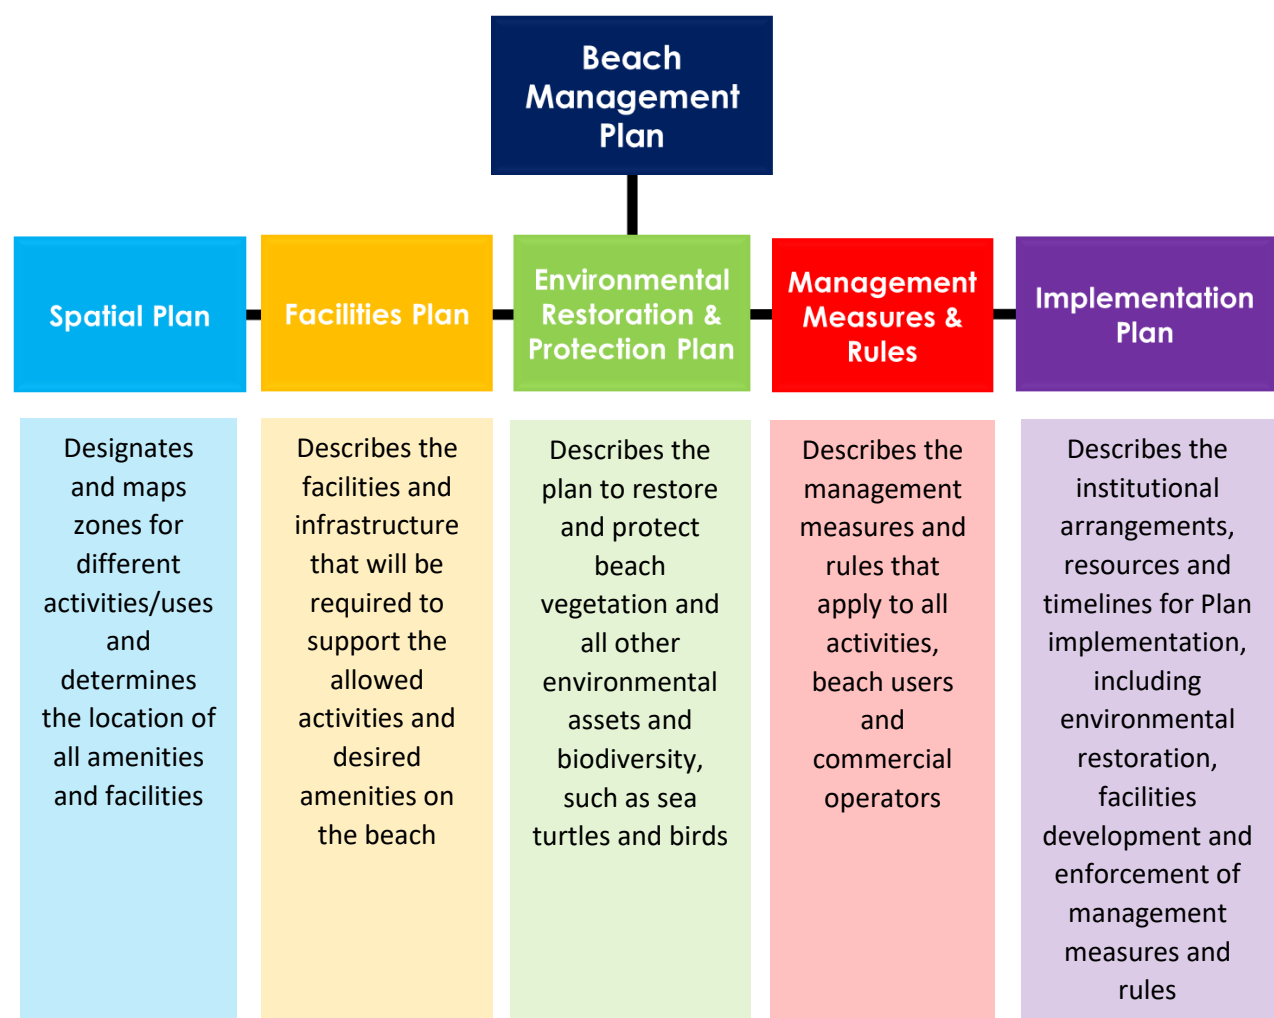 Beach
Management
Plan
Spatial Plan
Facilities Plan
Environmental
Restoration &
Protection Plan
Management
Measures &
Rules
Implementation
Plan
Designates
and maps
zones for
different
activities/uses
and
determines
the location of
all amenities
and facilities
Describes the
facilities and
infrastructure
that will be
required to
support the
allowed
activities and
desired
amenities on
the beach
Describes the
plan to restore
and protect
beach
vegetation and
all other
environmental
assets and
biodiversity,
such as sea
turtles and birds
Describes the
management
measures and
rules that
apply to all
activities,
beach users
and
commercial
operators
Describes the
institutional
arrangements,
resources and
timelines for Plan
implementation,
including
environmental
restoration,
facilities
development and
enforcement of
management
measures and
rules